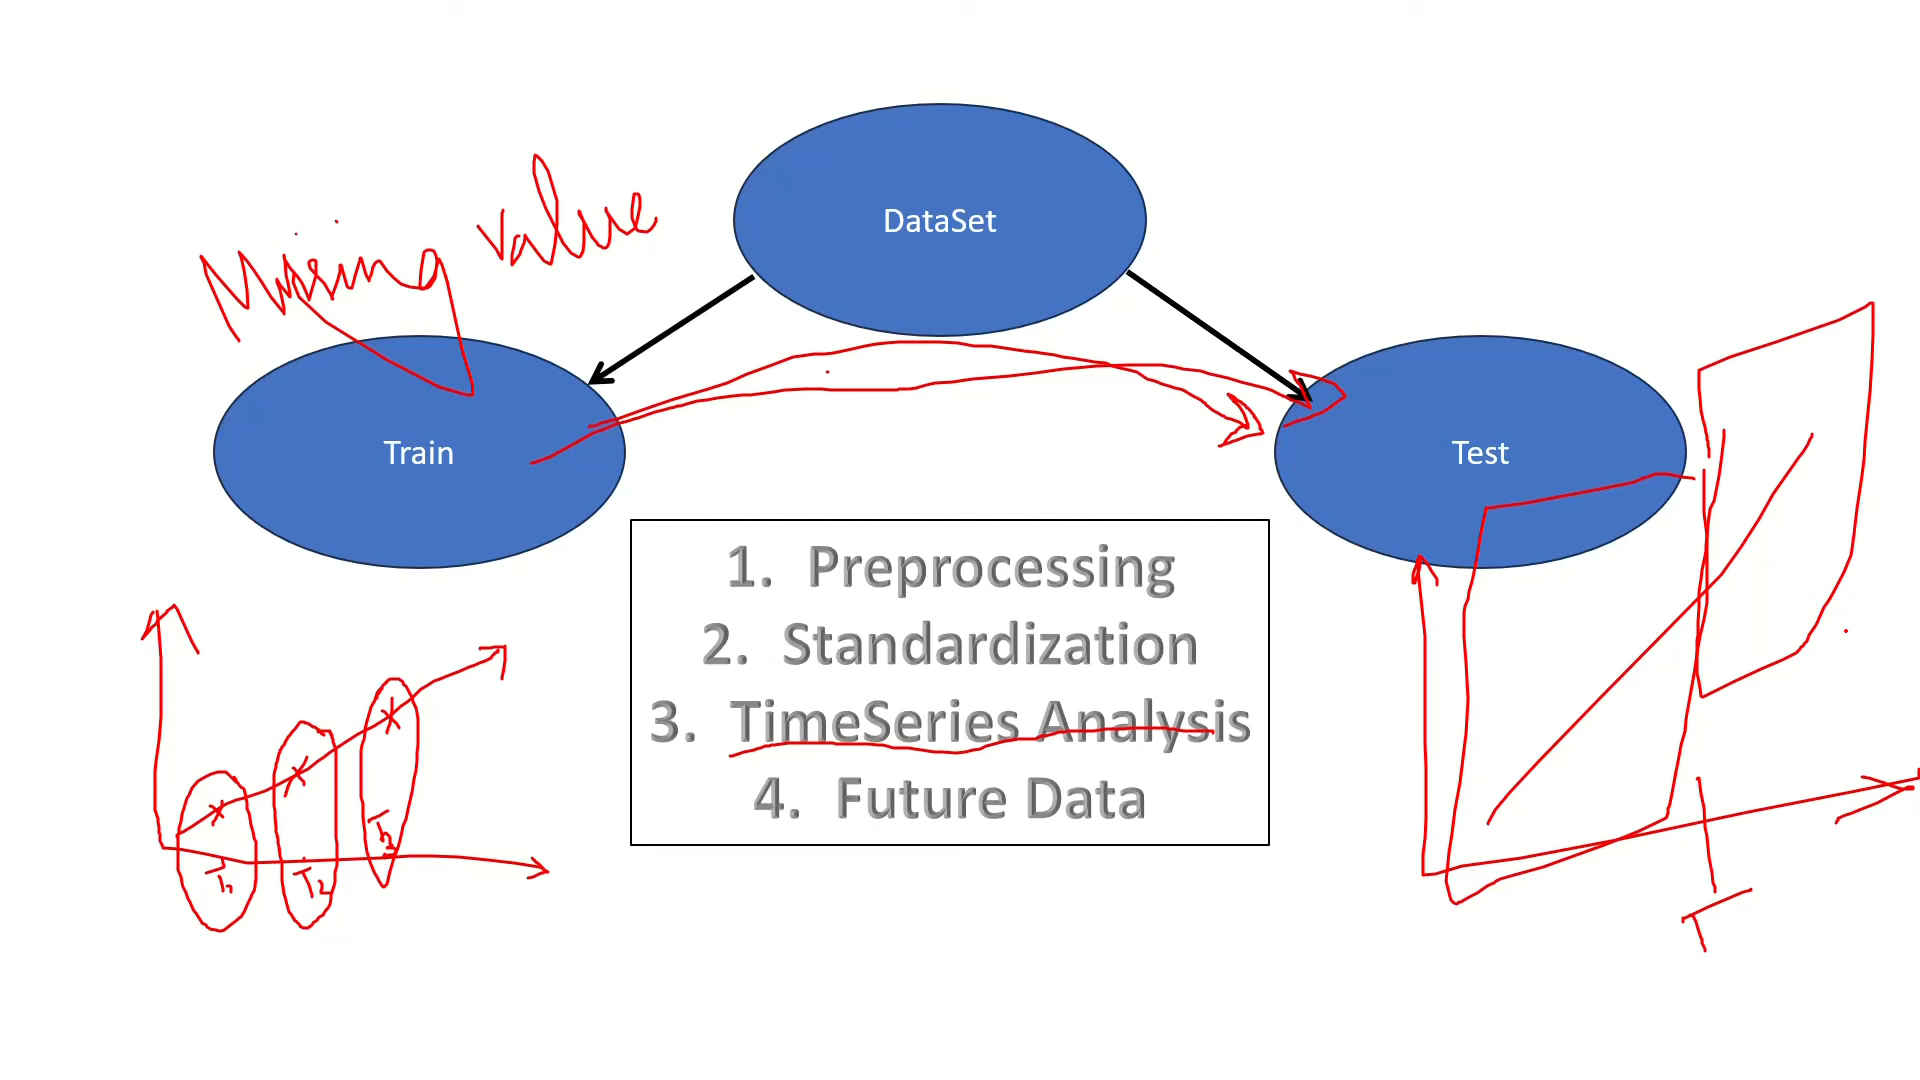 DataSet
Missing value
Train
Test
1. Preprocessing
2. Standardization
3. TimeSeries Analysis
4. Future Data
T1
T2
T3
T